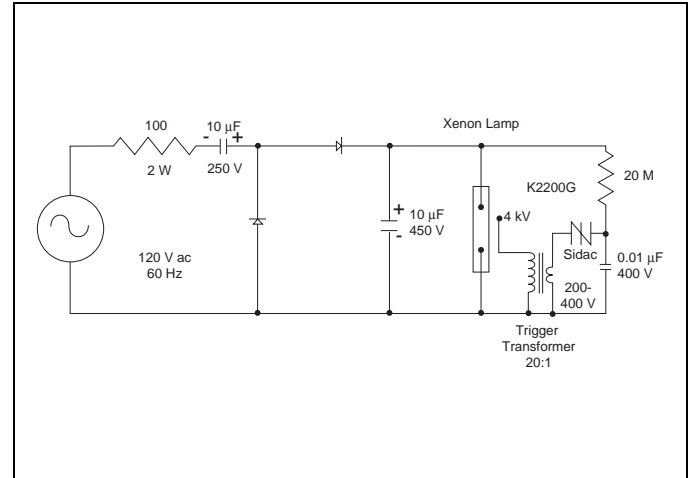 100
2 W
10 µF
- +
250 V
120 V ac
60 Hz
+
10 µF
450 V
-
Xenon Lamp
4 kV
K2200G
Sidac
20 M
0.01 µF
400 V
200-
400 V
Trigger
Transformer
20:1